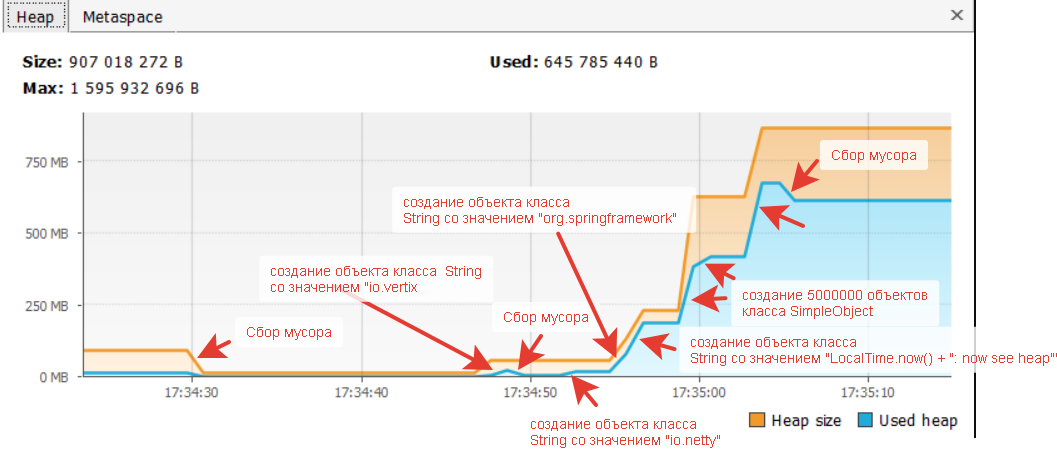 Heap
Metaspace
Size: 907 018 272 B
Used: 645 785 440 B
Max: 1 595 932 696 B
750 MB
500 MB
250 MB
0 MB
Сбор мусора
создание объекта класса
String со значением "org.springframework"
создание объекта класса String
со значением "io.vertix
Сбор мусора
Сбор мусора
создание 5000000 объектов
класса SimpleObject
создание объекта класса
String со значением "LocalTime.now() + ": now see heap"'
17:34:30
17:34:40
17:34:50
17:35:00
17:35:10
создание объекта класса
String со значением "io.netty"
Heap size
Used heap